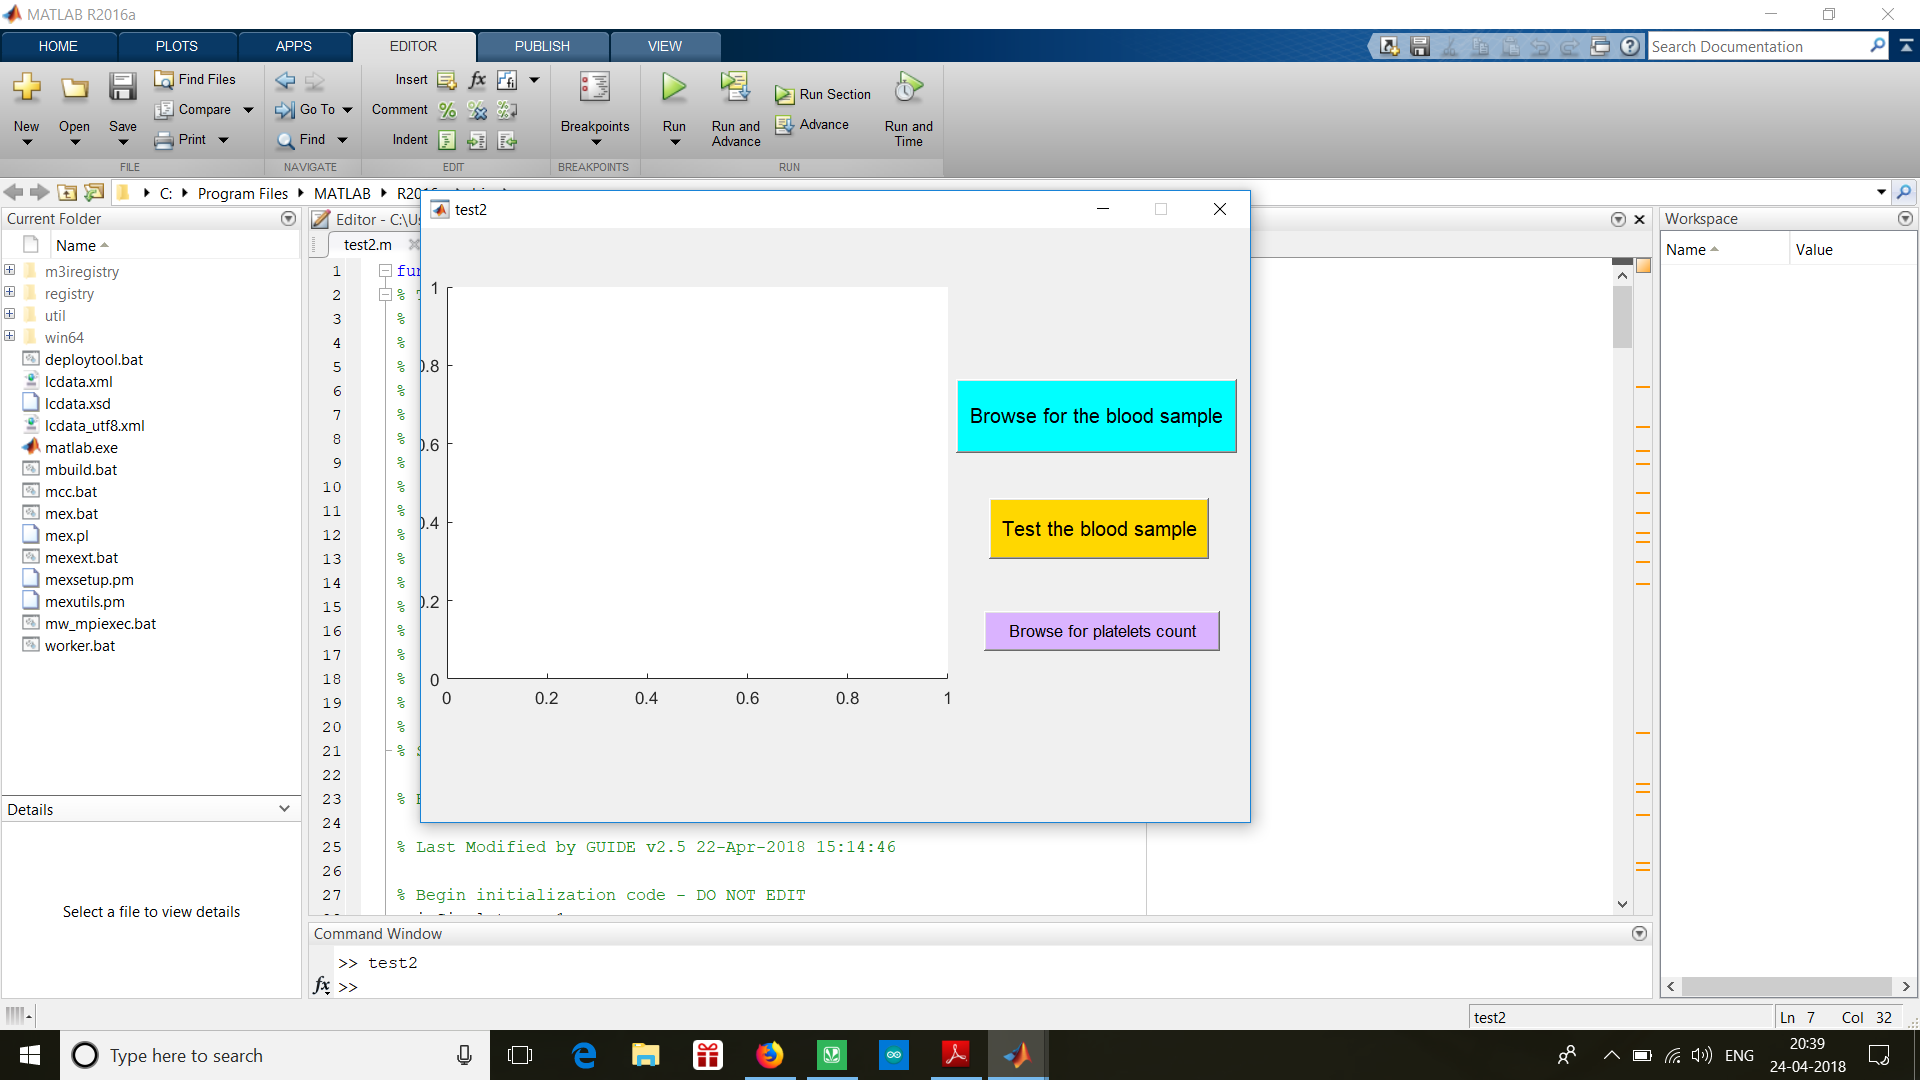 MATLAB R2016a
HOME PLOTS APPS EDITOR PUBLISH VIEW
Search Documentation
New
Open
Save
Find Files
Compare
Print
FILE
Go To
Find
NAVIGATE
Insert
Comment
Indent
EDIT
Breakpoints
BREAKPOINTS
Run
Run and
Advance
Run Section
Advance
Run and
Time
RUN
C: Program Files MATLAB
Current Folder
Name
m3iregistry
registry
util
win64
deploytool.bat
lcdata.xml
lcdata.xsd
lcdata_utf8.xml
matlab.exe
mbuild.bat
mcc.bat
mex.bat
mex.pl
mexext.bat
mexsetup.pm
mexutils.pm
mw_mpiexec.bat
worker.bat
Details
Select a file to view details
Editor - C:\Us
test2.m
1 fun
2 %
3 %
4 %
5 %
6 %
7 %
8 %
9 %
10 %
11 %
12 %
13 %
14 %
15 %
16 %
17 %
18 %
19 %
20 %
21 %
22
23 %
24
25 % Last Modified by GUIDE v2.5 22-Apr-2018 15:14:46
26
27 % Begin initialization code - DO NOT EDIT
test2
1
0.8
0.6
0.4
0.2
0
0 0.2 0.4 0.6 0.8 1
Browse for the blood sample
Test the blood sample
Browse for platelets count
Command Window
>> test2
fx >>
Workspace
Name Value
test2 Ln 7 Col 32
Type here to search
ENG
20:39
24-04-2018